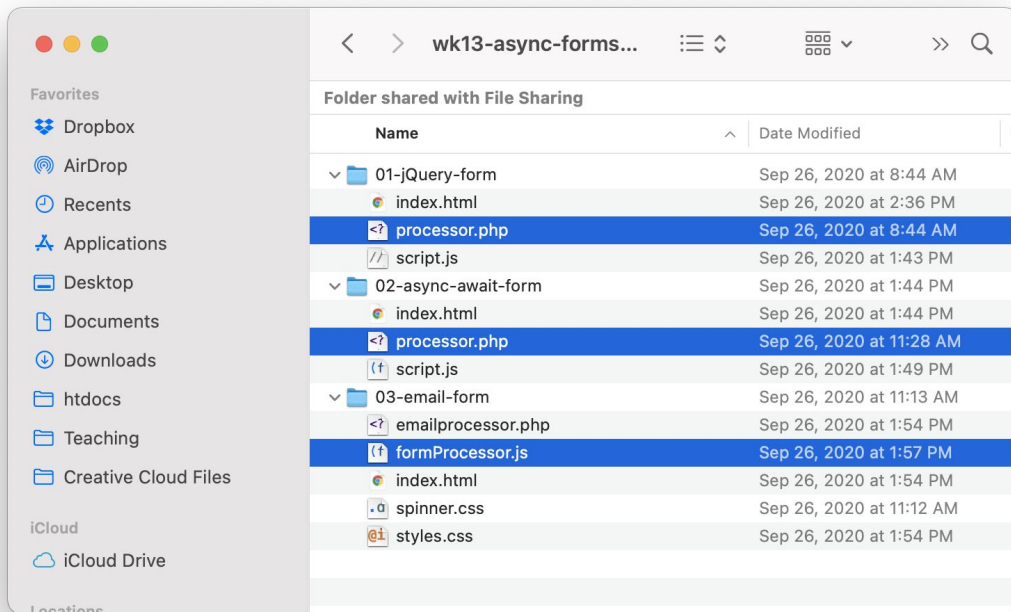 wk13-async-forms...
Favorites
Dropbox
AirDrop
Recents
Applications
Desktop
Documents
Downloads
htdocs
Teaching
Creative Cloud Files
iCloud
iCloud Drive
Locations
Folder shared with File Sharing
Name Date Modified
01-jQuery-form Sep 26, 2020 at 8:44 AM
index.html Sep 26, 2020 at 2:36 PM
processor.php Sep 26, 2020 at 8:44 AM
script.js Sep 26, 2020 at 1:43 PM
02-async-await-form Sep 26, 2020 at 1:44 PM
index.html Sep 26, 2020 at 1:44 PM
processor.php Sep 26, 2020 at 11:28 AM
script.js Sep 26, 2020 at 1:49 PM
03-email-form Sep 26, 2020 at 11:13 AM
emailprocessor.php Sep 26, 2020 at 1:54 PM
formProcessor.js Sep 26, 2020 at 1:57 PM
index.html Sep 26, 2020 at 1:54 PM
spinner.css Sep 26, 2020 at 11:12 AM
styles.css Sep 26, 2020 at 1:54 PM